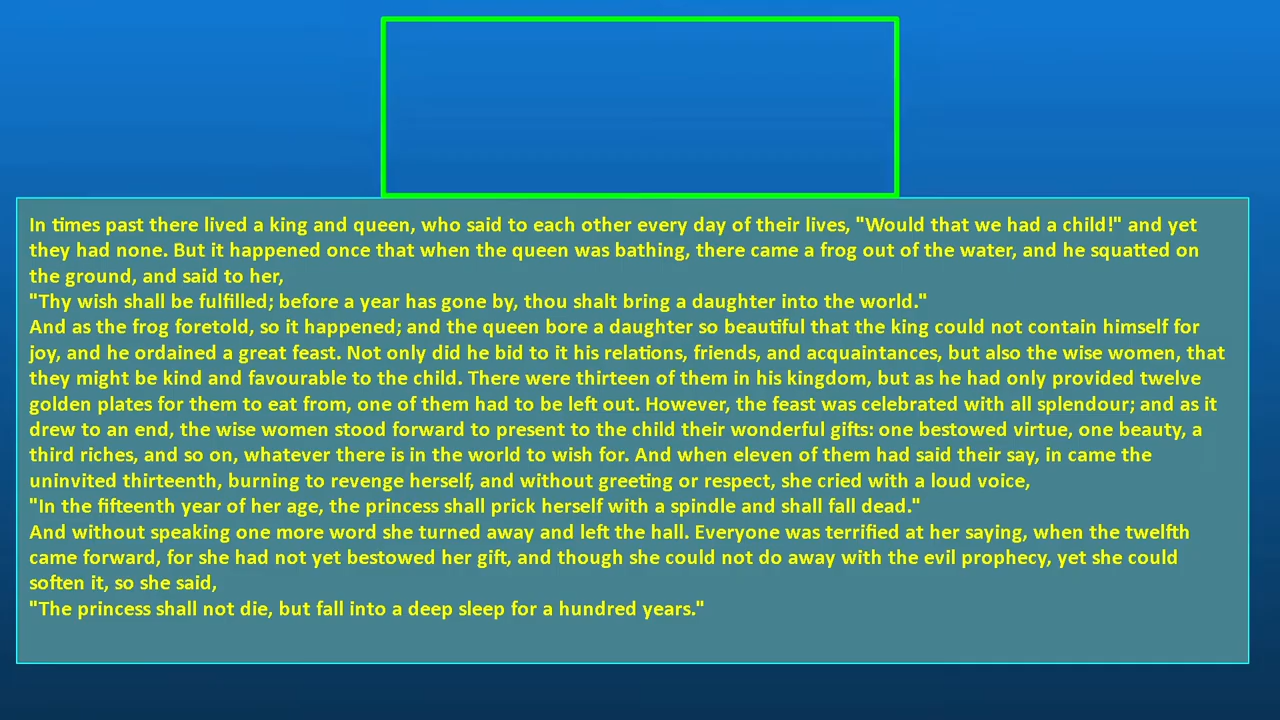 In times past there lived a king and queen, who said to each other every day of their lives, "Would that we had a child!" and yet
they had none. But it happened once that when the queen was bathing, there came a frog out of the water, and he squatted on
the ground, and said to her,
"Thy wish shall be fulfilled; before a year has gone by, thou shalt bring a daughter into the world."
And as the frog foretold, so it happened; and the queen bore a daughter so beautiful that the king could not contain himself for
joy, and he ordained a great feast. Not only did he bid to it his relations, friends, and acquaintances, but also the wise women, that
they might be kind and favourable to the child. There were thirteen of them in his kingdom, but as he had only provided twelve
golden plates for them to eat from, one of them had to be left out. However, the feast was celebrated with all splendour; and as it
drew to an end, the wise women stood forward to present to the child their wonderful gifts: one bestowed virtue, one beauty, a
third riches, and so on, whatever there is in the world to wish for. And when eleven of them had said their say, in came the
uninvited thirteenth, burning to revenge herself, and without greeting or respect, she cried with a loud voice,
"In the fifteenth year of her age, the princess shall prick herself with a spindle and shall fall dead."
And without speaking one more word she turned away and left the hall. Everyone was terrified at her saying, when the twelfth
came forward, for she had not yet bestowed her gift, and though she could not do away with the evil prophecy, yet she could
soften it, so she said,
"The princess shall not die, but fall into a deep sleep for a hundred years."